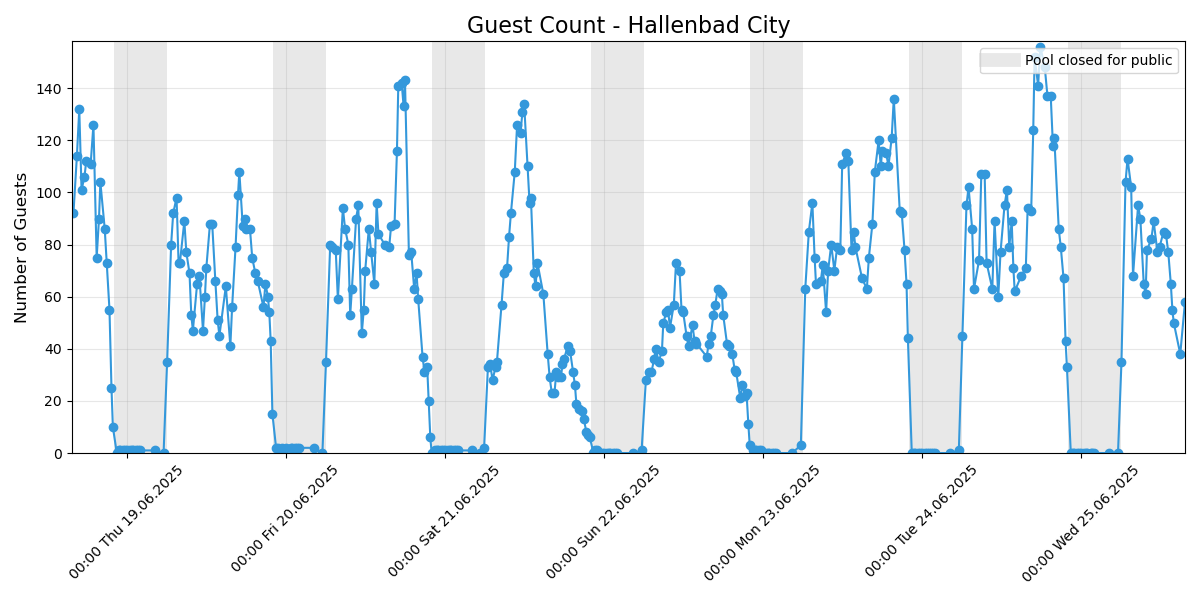 Guest Count - Hallenbad City
Pool closed for public
Number of Guests
140
120
100
80
60
40
20
0
00:00 Thu 19.06.2025
00:00 Fri 20.06.2025
00:00 Sat 21.06.2025
00:00 Sun 22.06.2025
00:00 Mon 23.06.2025
00:00 Tue 24.06.2025
00:00 Wed 25.06.2025